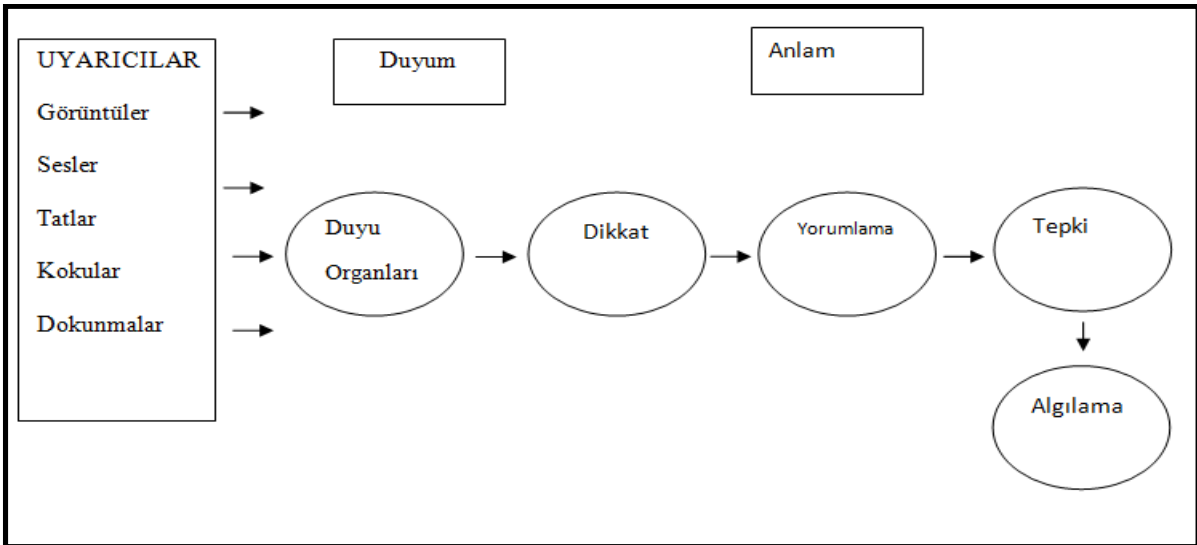 UYARICILAR
Görüntüler
Sesler
Tatlar
Kokular
Dokunmalar
Duyum
Anlam
Duyu
Organları
Dikkat
Yorumlama
Tepki
Algılama